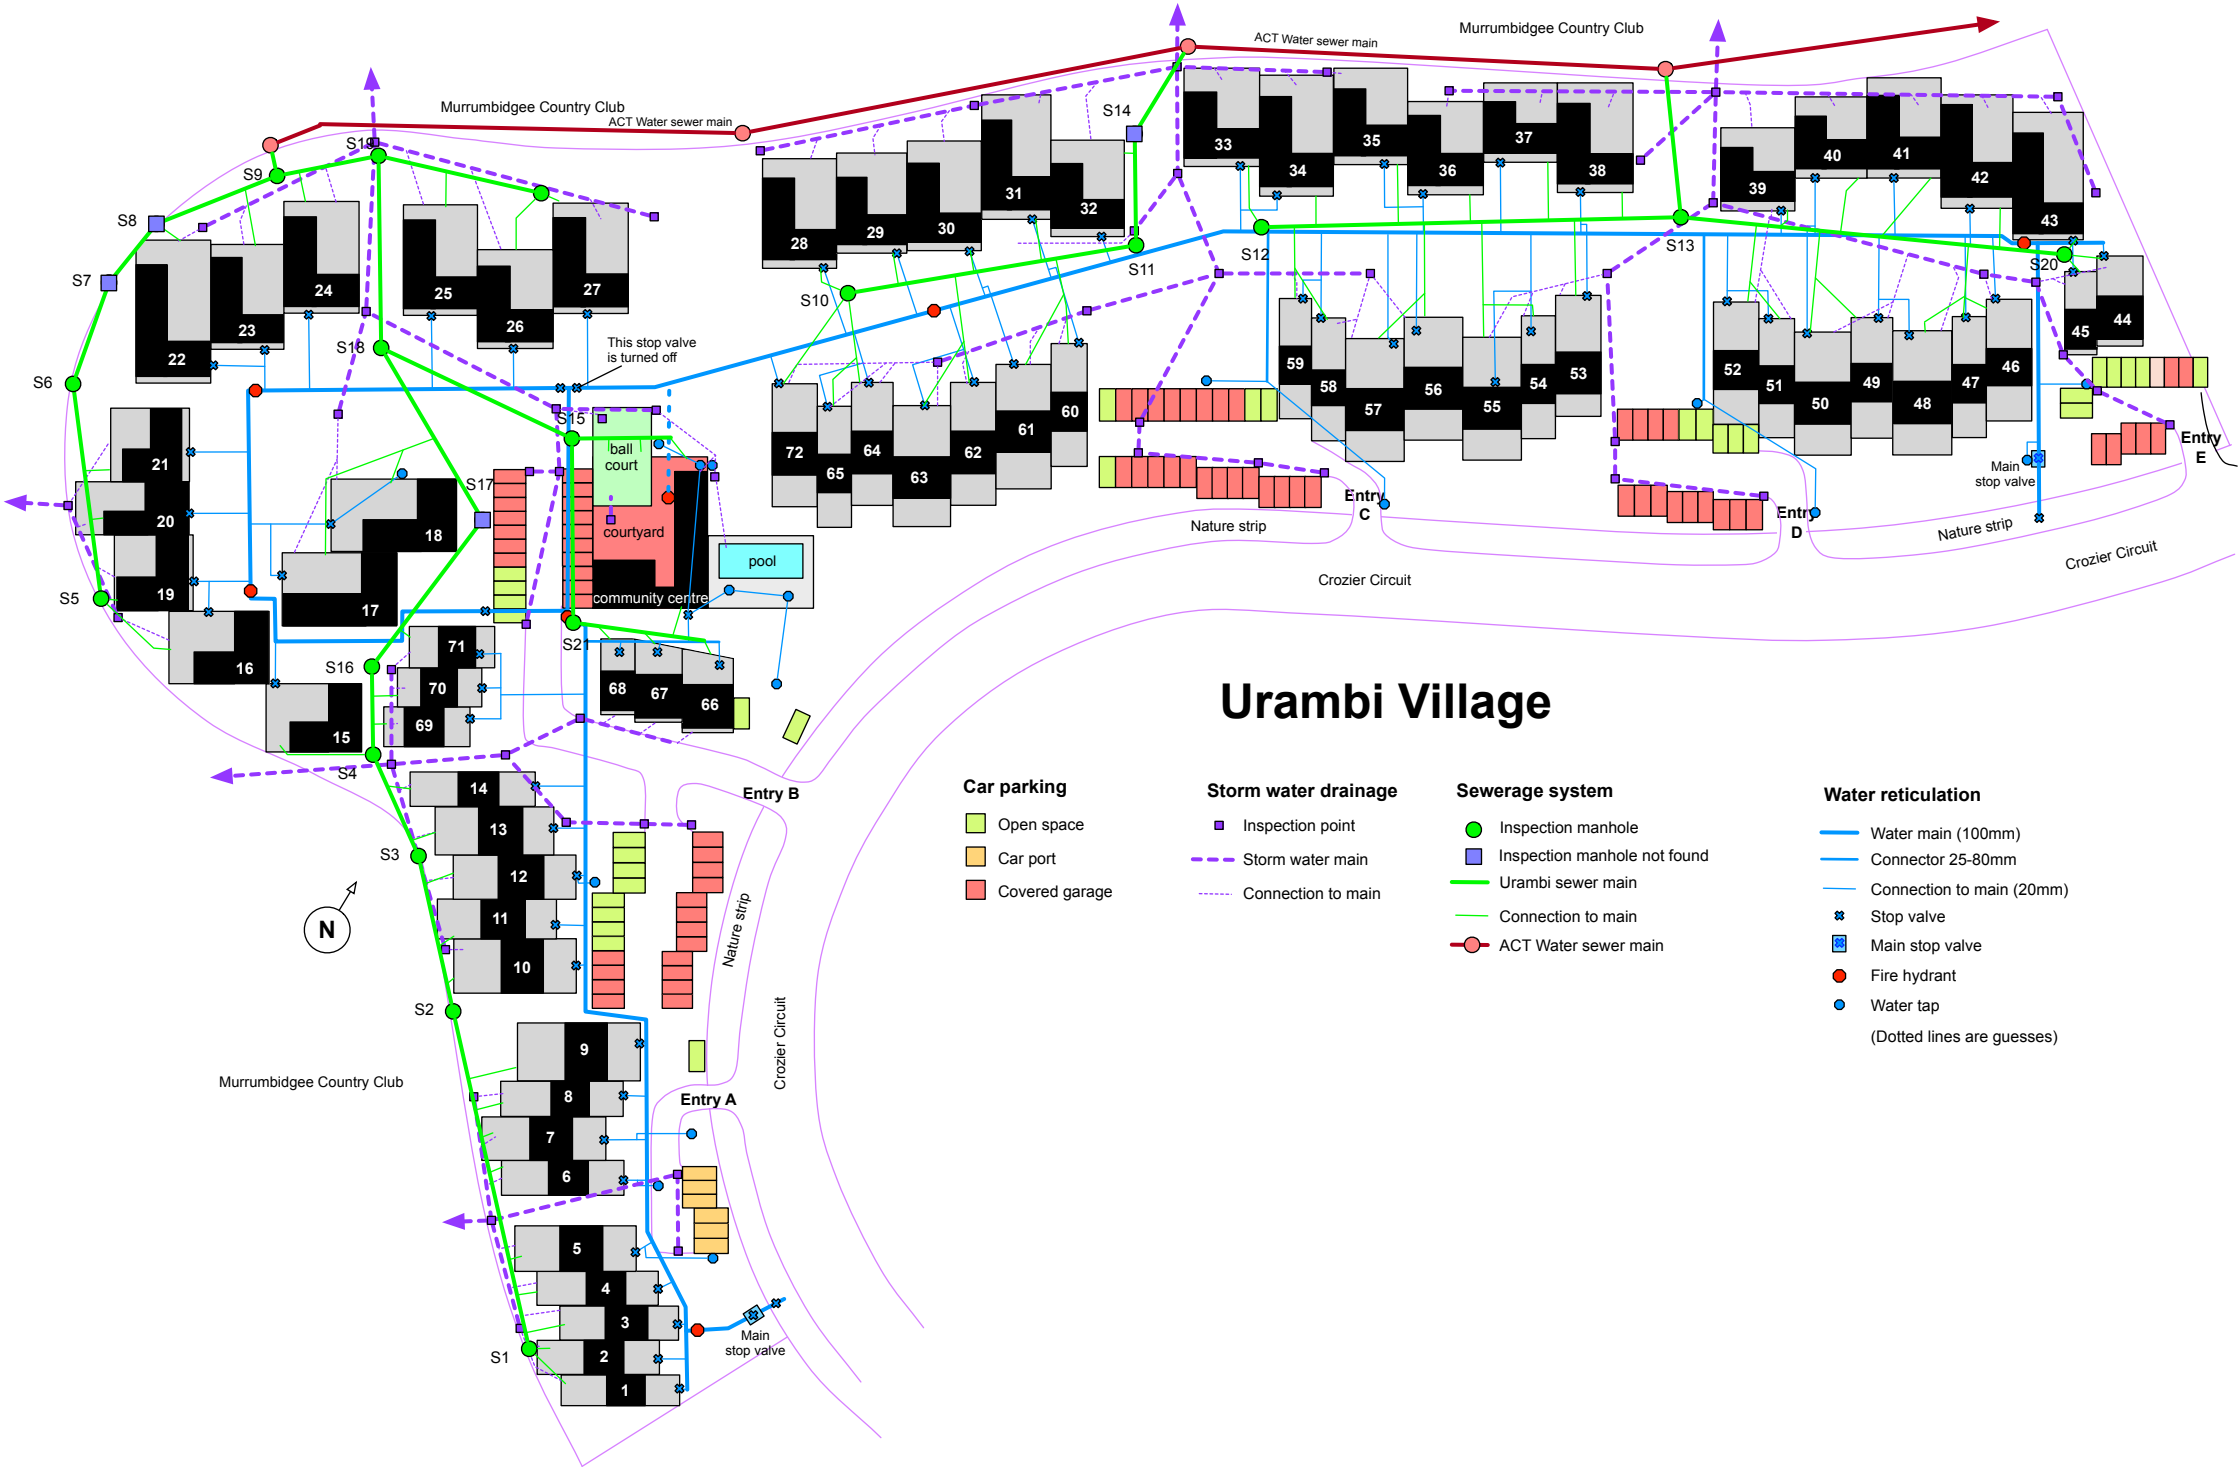 Murrumbidgee Country Club
ACT Water sewer main
Murrumbidgee Country Club
ACT Water sewer main
S14
S19
S9
S8
S7
S6
S5
S18
S17
S16
S15
S21
S4
S3
S2
S1
S10
S11
S12
S13
S20
33
34
35
36
37
38
39
40
41
42
43
28
29
30
31
32
22
23
24
25
26
27
This stop valve
is turned off
59
58
57
56
55
54
53
52
51
50
49
48
47
46
45
44
72
65
64
63
62
61
60
21
20
19
18
17
16
15
71
70
69
68
67
66
ball
court
courtyard
community centre
pool
Entry
C
Entry
D
Entry
E
Main
stop valve
Nature strip
Nature strip
Crozier Circuit
Crozier Circuit
Urambi Village
14
13
12
11
10
9
8
7
6
5
4
3
2
1
Entry B
Nature strip
Crozier Circuit
Entry A
N
Murrumbidgee Country Club
Main
stop valve
Car parking
Open space
Car port
Covered garage
Storm water drainage
Inspection point
Storm water main
Connection to main
Sewerage system
Inspection manhole
Inspection manhole not found
Urambi sewer main
Connection to main
ACT Water sewer main
Water reticulation
Water main (100mm)
Connector 25-80mm
Connection to main (20mm)
Stop valve
Main stop valve
Fire hydrant
Water tap
(Dotted lines are guesses)